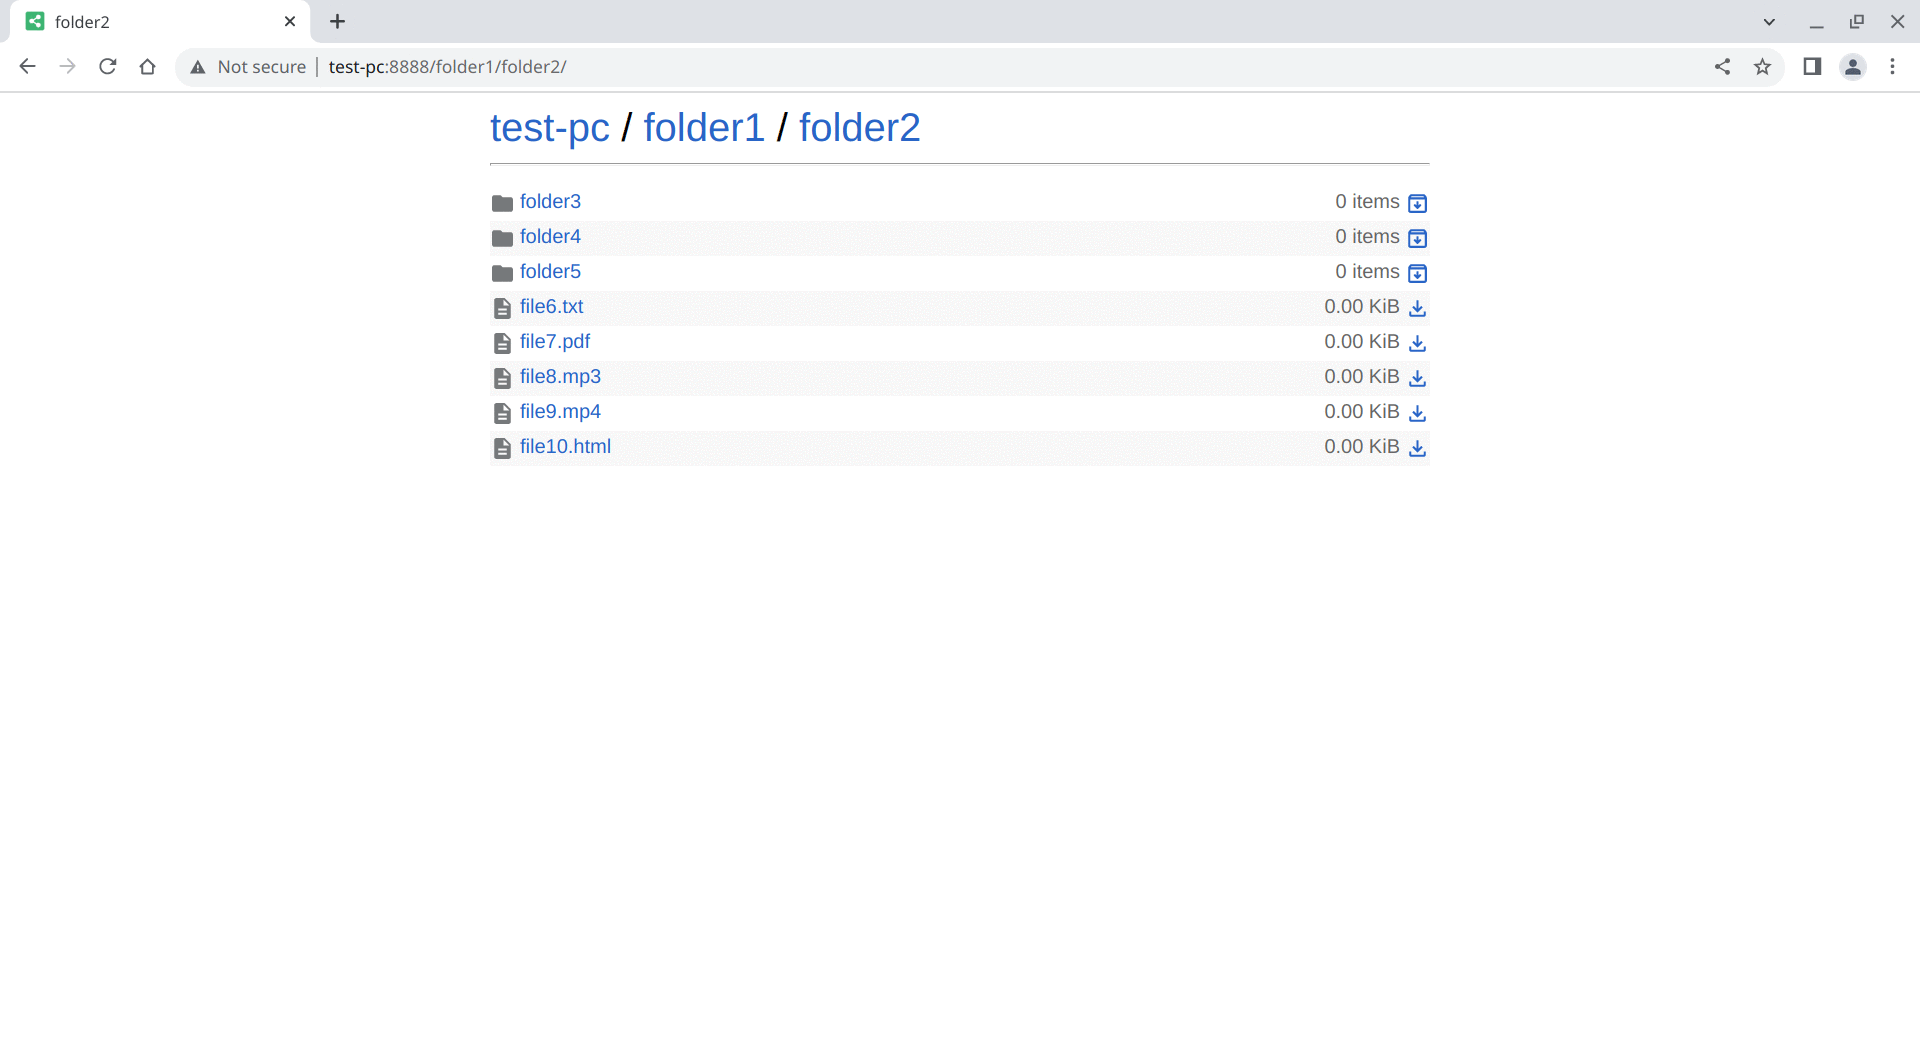 folder2
Not secure | test-pc:8888/folder1/folder2/
test-pc / folder1 / folder2
folder3 0 items
folder4 0 items
folder5 0 items
file6.txt 0.00 KiB
file7.pdf 0.00 KiB
file8.mp3 0.00 KiB
file9.mp4 0.00 KiB
file10.html 0.00 KiB